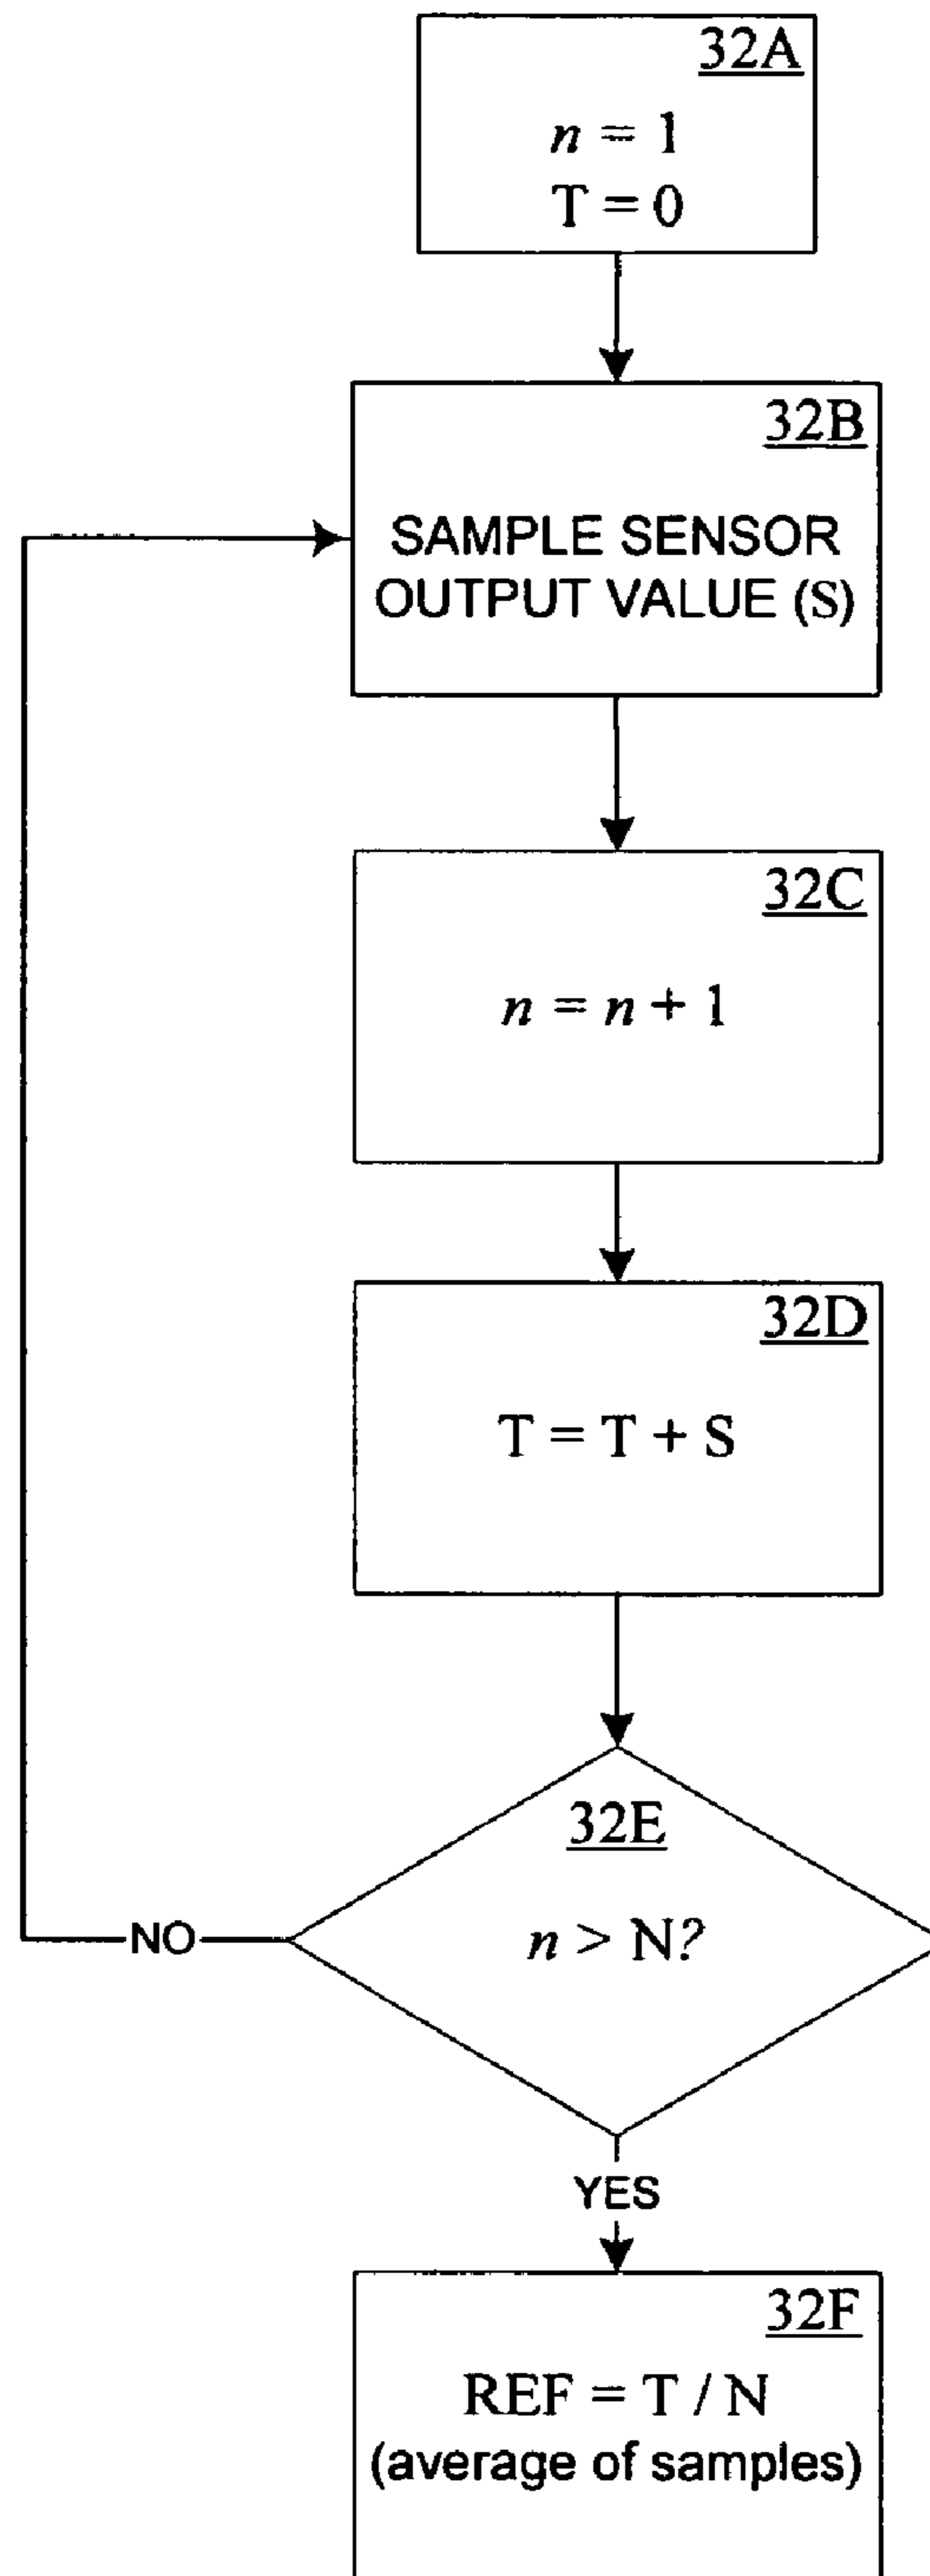 32A
n = 1
T = 0
32B
SAMPLE SENSOR
OUTPUT VALUE (S)
32C
n = n + 1
32D
T = T + S
32E
n > N?
NO
YES
32F
REF = T / N
(average of samples)